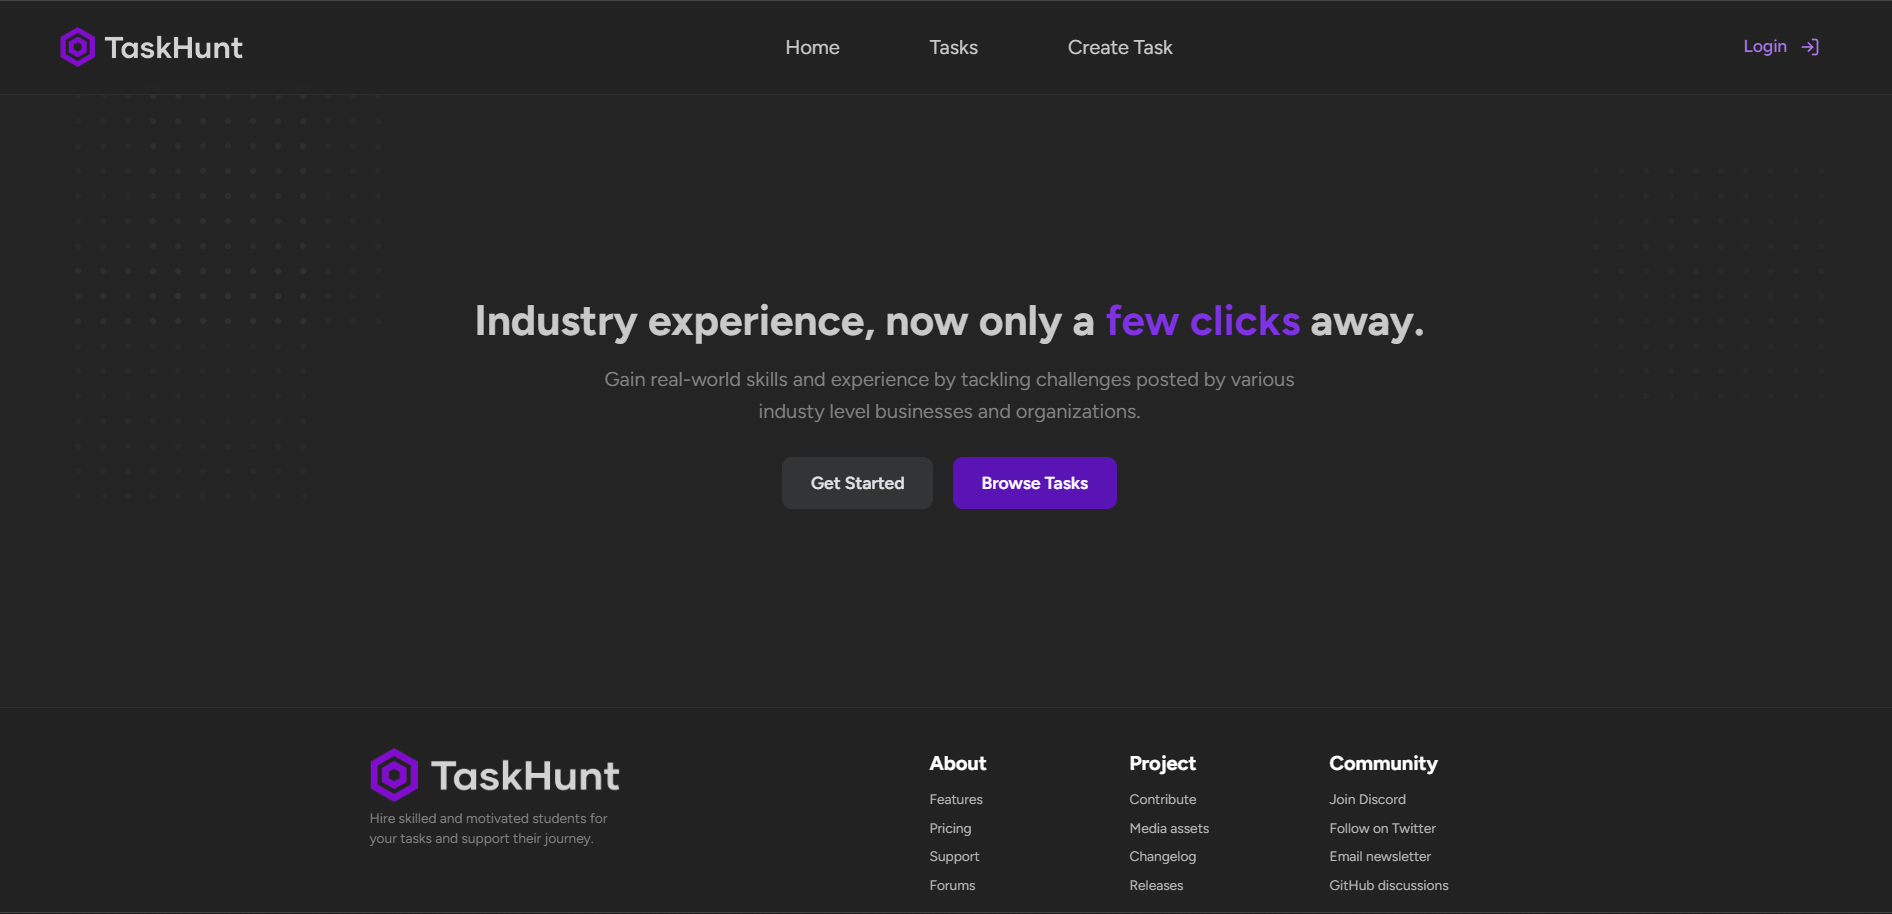 TaskHunt
Home
Tasks
Create Task
Login
Industry experience, now only a few clicks away.
Gain real-world skills and experience by tackling challenges posted by various
industy level businesses and organizations.
Get Started
Browse Tasks
TaskHunt
Hire skilled and motivated students for
your tasks and support their journey.
About
Features
Pricing
Support
Forums
Project
Contribute
Media assets
Changelog
Releases
Community
Join Discord
Follow on Twitter
Email newsletter
GitHub discussions